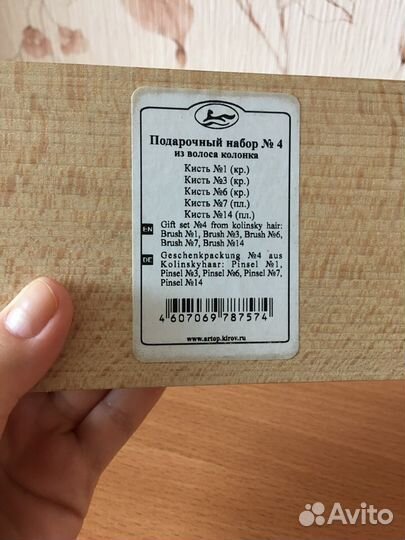 Подарочный набор № 4
из волоса колонка
Кисть №1 (кр.)
Кисть №3 (кр.)
Кисть №6 (кр.)
Кисть №7 (пл.)
Кисть №14 (пл.)
EN Gift set №4 from kolinsky hair:
Brush №1, Brush №3, Brush №6,
Brush №7, Brush №14
DE Geschenkpackung №4 aus
Kolinskyhaar: Pinsel №1,
Pinsel №3, Pinsel №6, Pinsel №7,
Pinsel №14
4 607069 787574
www.artop.kirov.ru
Avito